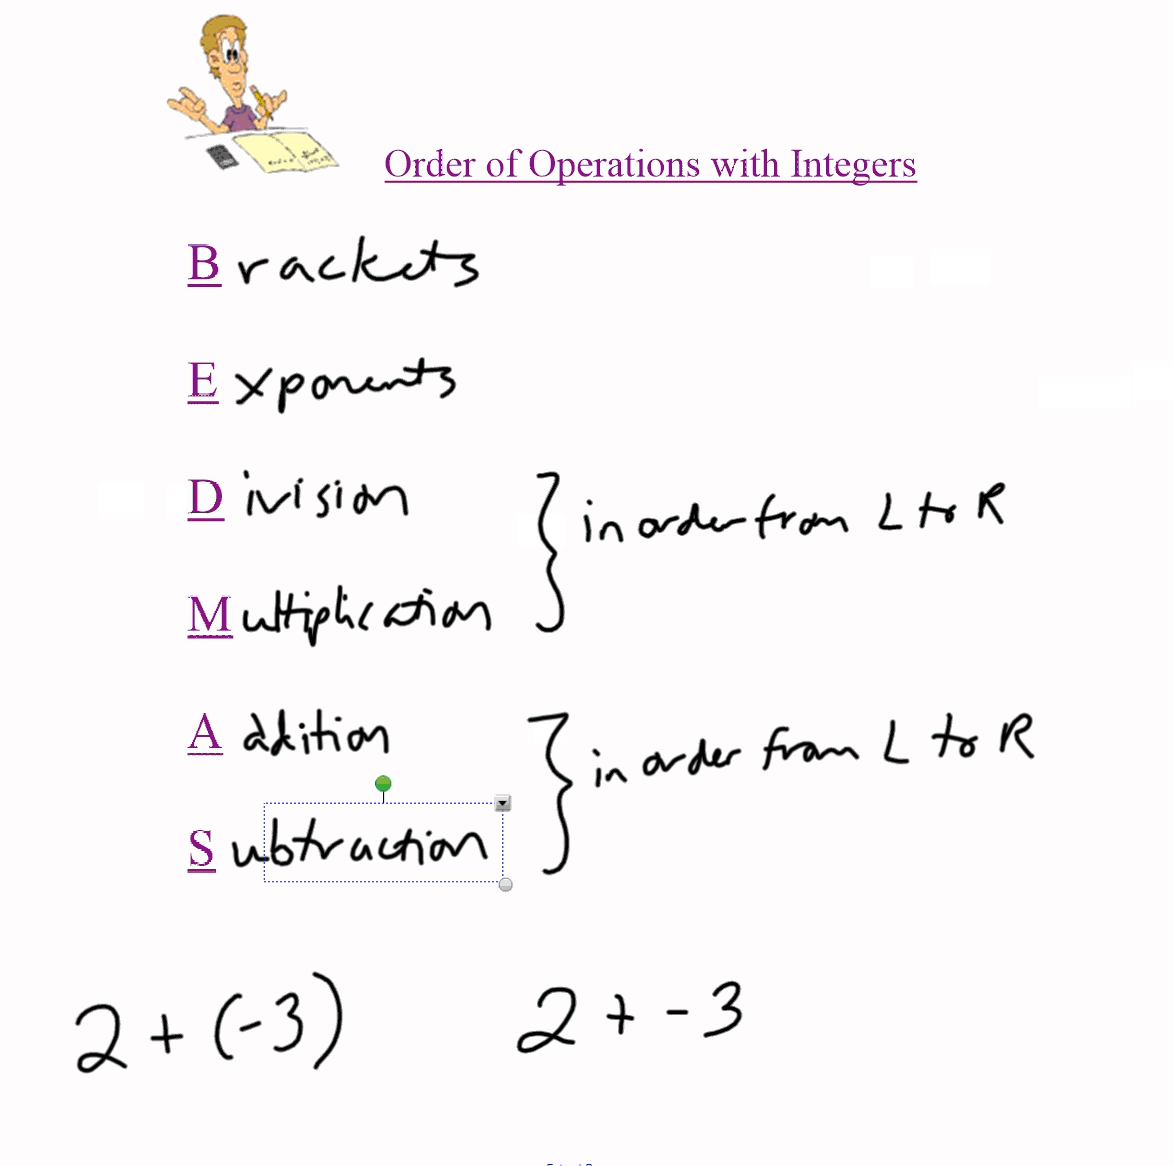 Order of Operations with Integers
Brackets
Exponents
Division
in order from L to R
Multiplication
Addition
in order from L to R
Subtraction
2 + (-3)
2 + - 3